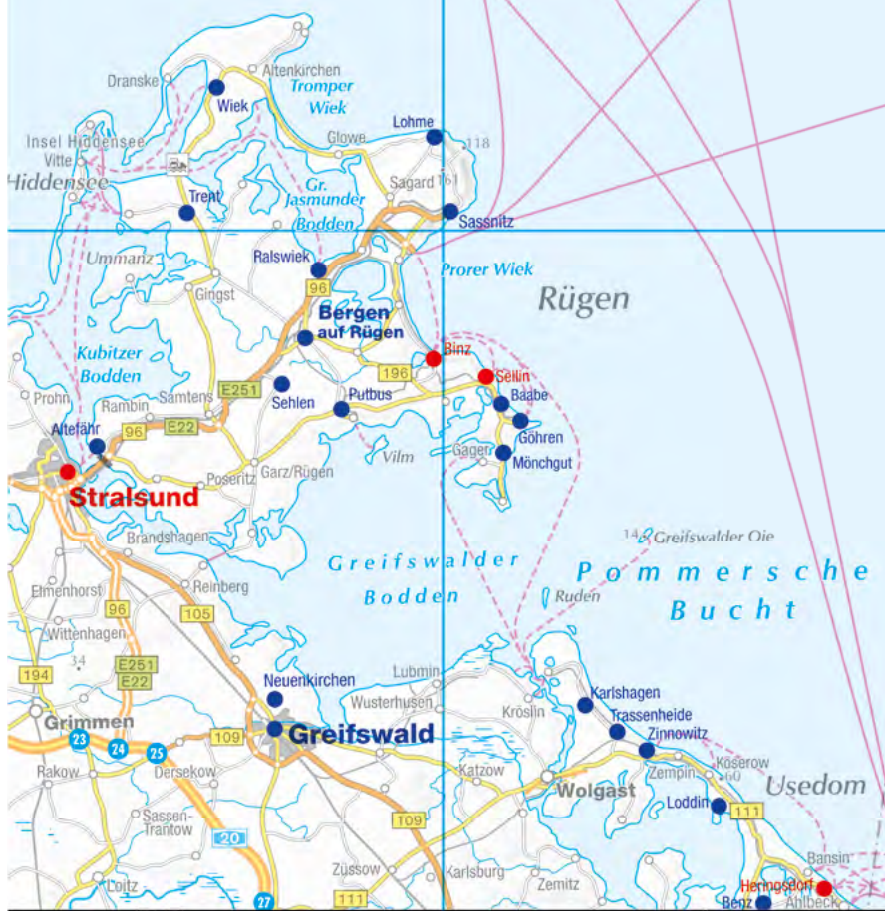 Altenkirchen
Dranske
Tromper
Wiek
Wiek
Lohme
118
Insel Hiddensee
Glowe
Vitte
Hiddensee
Gr.
Jasmunder
Bodden
Sagard
161
Trent
Sassnitz
Ummanz
Ralswiek
Prorer Wiek
Gingst
96
Rügen
Bergen
auf Rügen
Kubitzer
Bodden
Binz
196
Sellin
E251
Prohn
Samtens
Sehlen
Putbus
Baabe
Rambin
Altefähr
96
E22
Göhren
Vilm
Gager
Mönchgut
Stralsund
Poseritz
Garz/Rügen
Brandshagen
14
Greifswalder Oie
Greifswalder
Bodden
Pommersche
Bucht
Elmenhorst
Reinberg
Ruden
96
105
Wittenhagen
34
E251
E22
Lubmin
194
Neuenkirchen
Wusterhusen
Karlshagen
Kröslin
Trassenheide
Grimmen
Greifswald
Zinnowitz
23
24
25
109
Rakow
Dersekow
Katzow
Zempin
Köserow
60
Wolgast
Usedom
Loddin
111
Sassen-
Trantow
109
20
Bansin
Züssow
Karlsburg
Loitz
Zemitz
Heringsdorf
27
111
Benz
Ahlbeck